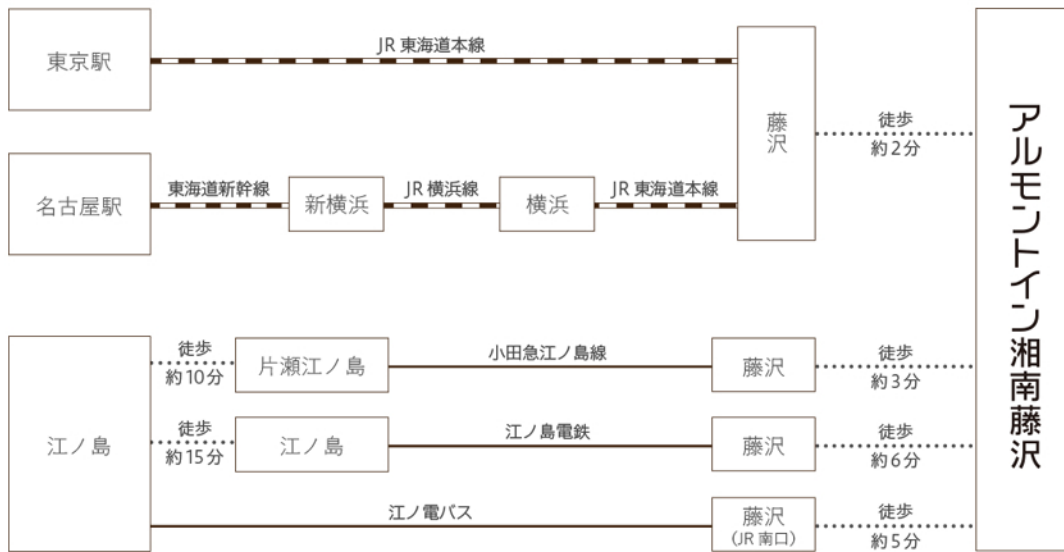 東京駅
JR 東海道本線
藤沢
徒歩
約2分
アルモントイン湘南藤沢
名古屋駅
東海道新幹線
新横浜
JR 横浜線
横浜
JR 東海道本線
江ノ島
徒歩
約10分
片瀬江ノ島
小田急江ノ島線
藤沢
徒歩
約3分
徒歩
約15分
江ノ島
江ノ島電鉄
藤沢
徒歩
約6分
江ノ電バス
藤沢
(JR 南口)
徒歩
約5分